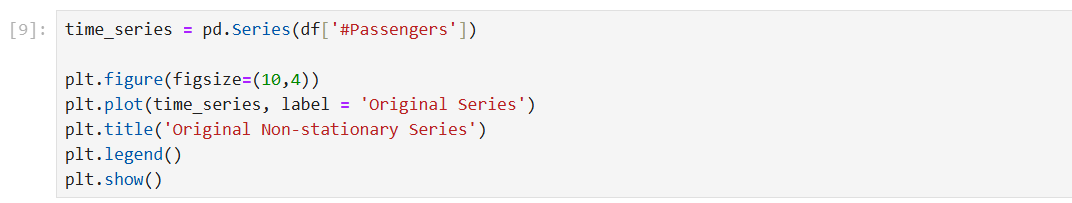 [9]: time_series = pd.Series(df['#Passengers'])
plt.figure(figsize=(10,4))
plt.plot(time_series, label = 'Original Series')
plt.title('Original Non-stationary Series')
plt.legend()
plt.show()